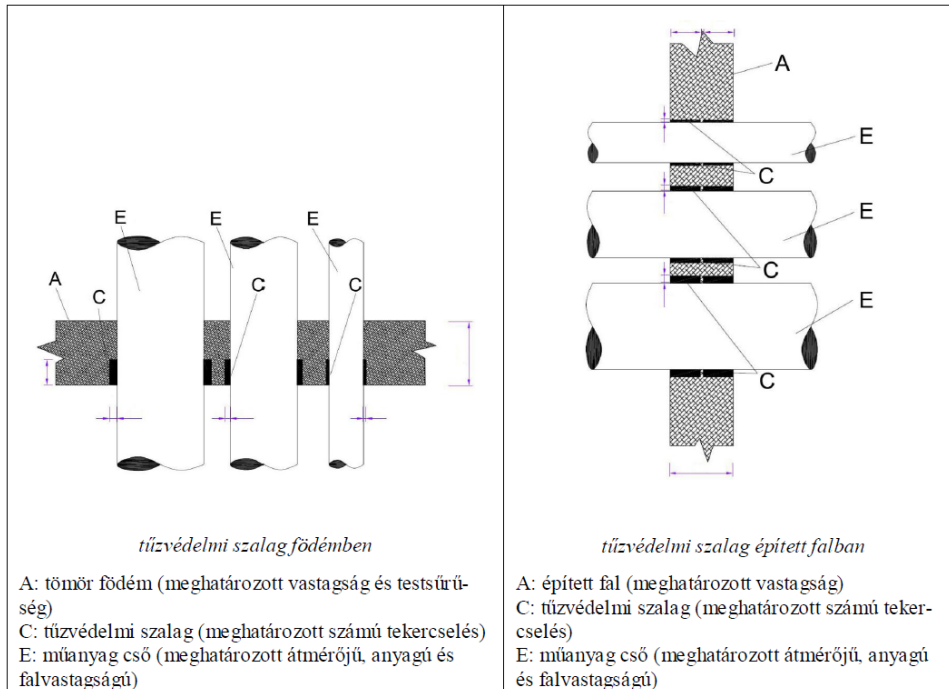 E
E
E
A
C
C
C
tűzvédelmi szalag födémben
A: tömör födém (meghatározott vastagság és testsűrű-
ség)
C: tűzvédelmi szalag (meghatározott számú tekercselés)
E: műanyag cső (meghatározott átmérőjű, anyagú és
falvastagságú)
A
E
C
E
C
E
C
tűzvédelmi szalag épített falban
A: épített fal (meghatározott vastagság)
C: tűzvédelmi szalag (meghatározott számú teker-
cselés)
E: műanyag cső (meghatározott átmérőjű, anyagú
és falvastagságú)